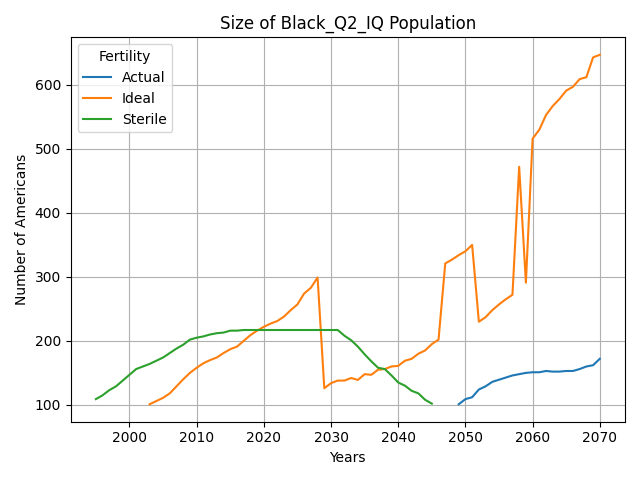 Size of Black_Q2_IQ Population
Fertility
Actual
Ideal
Sterile
Number of Americans
600
500
400
300
200
100
2000 2010 2020 2030 2040 2050 2060 2070
Years